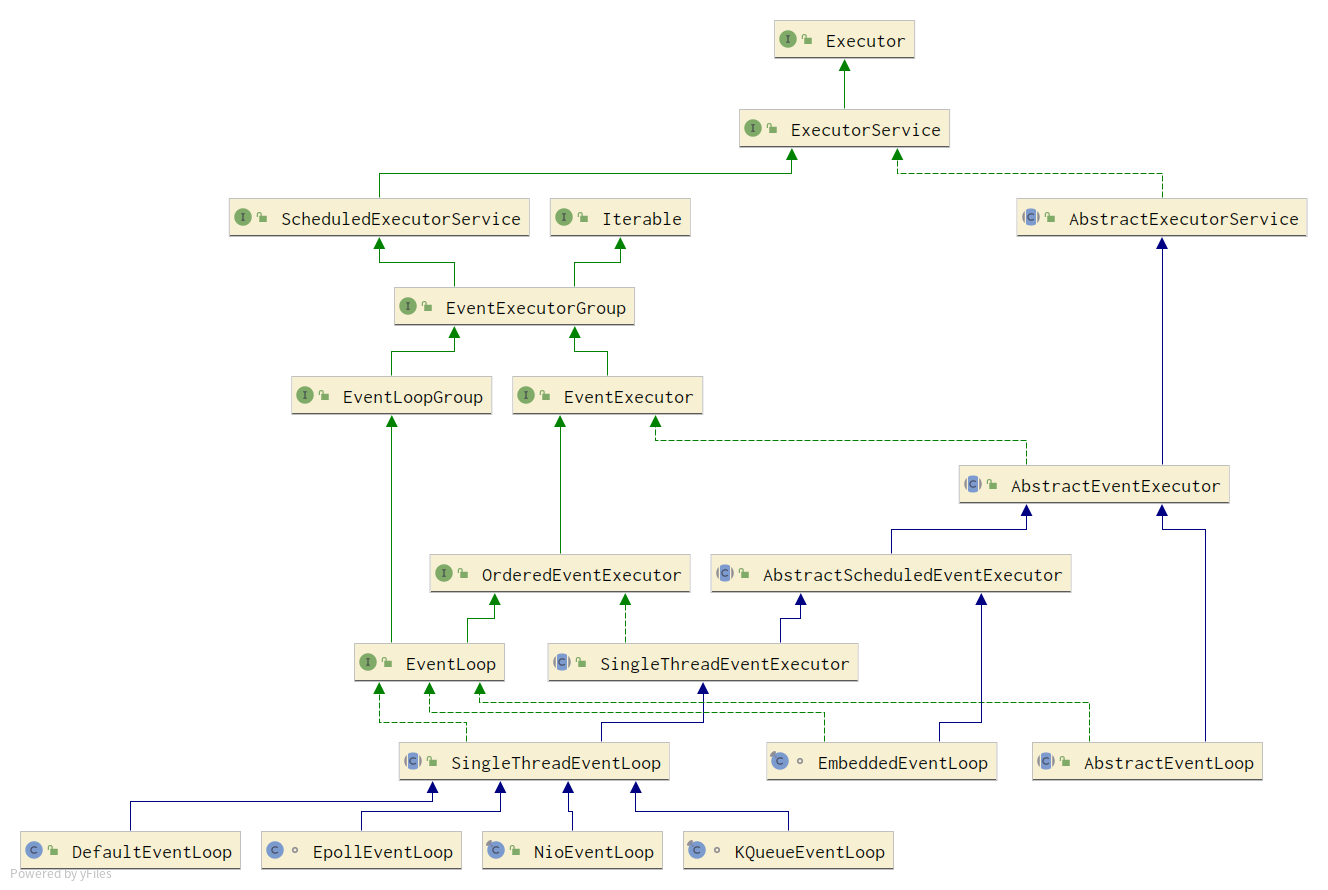 Executor
ExecutorService
ScheduledExecutorService
Iterable
AbstractExecutorService
EventExecutorGroup
EventLoopGroup
EventExecutor
AbstractEventExecutor
OrderedEventExecutor
AbstractScheduledEventExecutor
EventLoop
SingleThreadEventExecutor
SingleThreadEventLoop
EmbeddedEventLoop
AbstractEventLoop
DefaultEventLoop
EpollEventLoop
NioEventLoop
KQueueEventLoop
Powered by yFiles